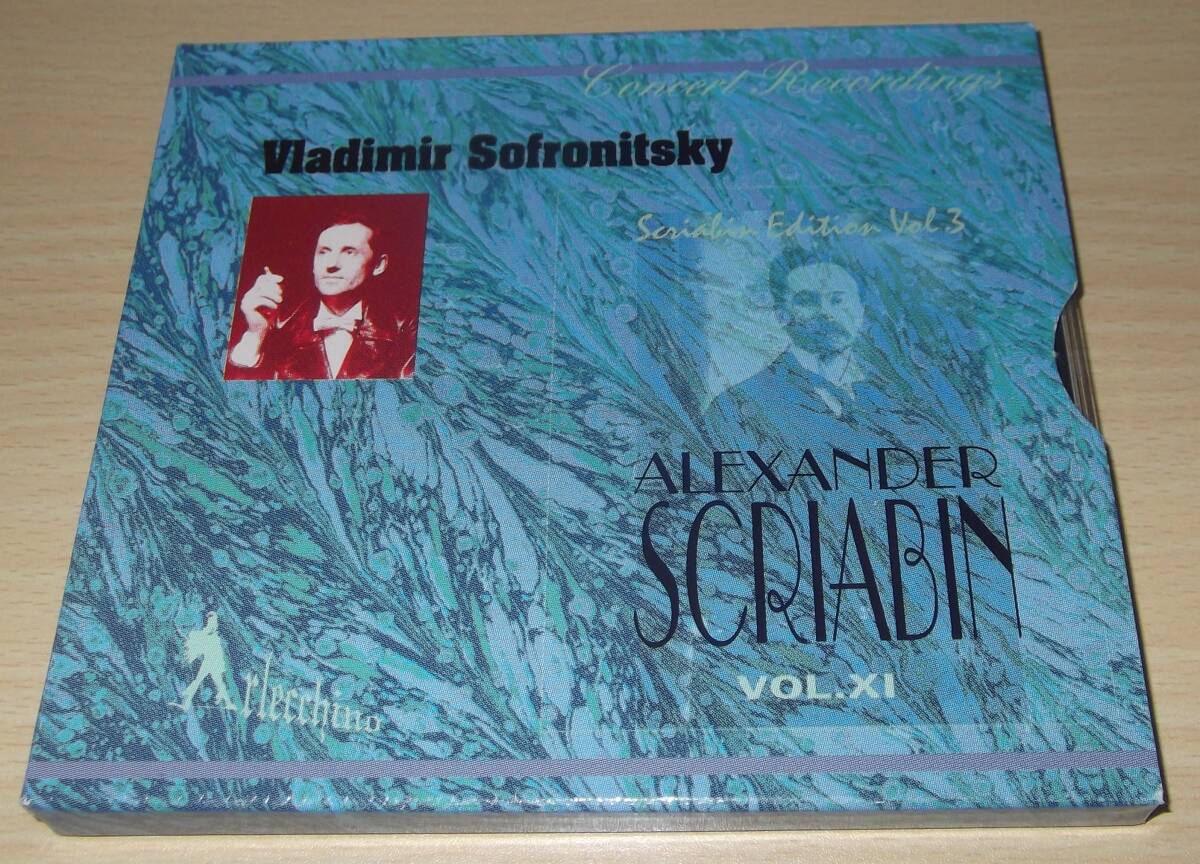 Concert Recordings
Vladimir Sofronitsky
Scriabin Edition Vol.3
ALEXANDER
SCRIABIN
VOL.XI
Arlecchino